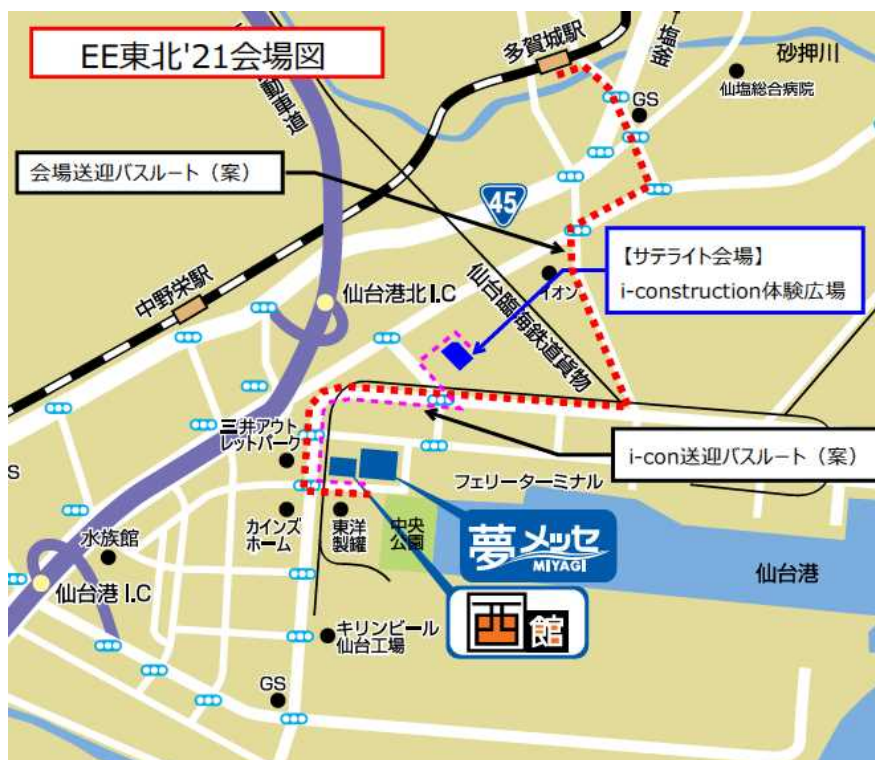 EE東北'21会場図
多賀城駅
塩釜
砂押川
仙塩総合病院
GS
動車道
会場送迎バスルート（案）
45
【サテライト会場】
i-construction体験広場
イオン
中野栄駅
仙台港北I.C
仙台臨海鉄道貨物
三井アウト
レットパーク
i-con送迎バスルート（案）
S
フェリーターミナル
カインズ
ホーム
東洋
製罐
中央
公園
夢メッセ
MIYAGI
水族館
仙台港
仙台港I.C
西館
キリンビール
仙台工場
GS